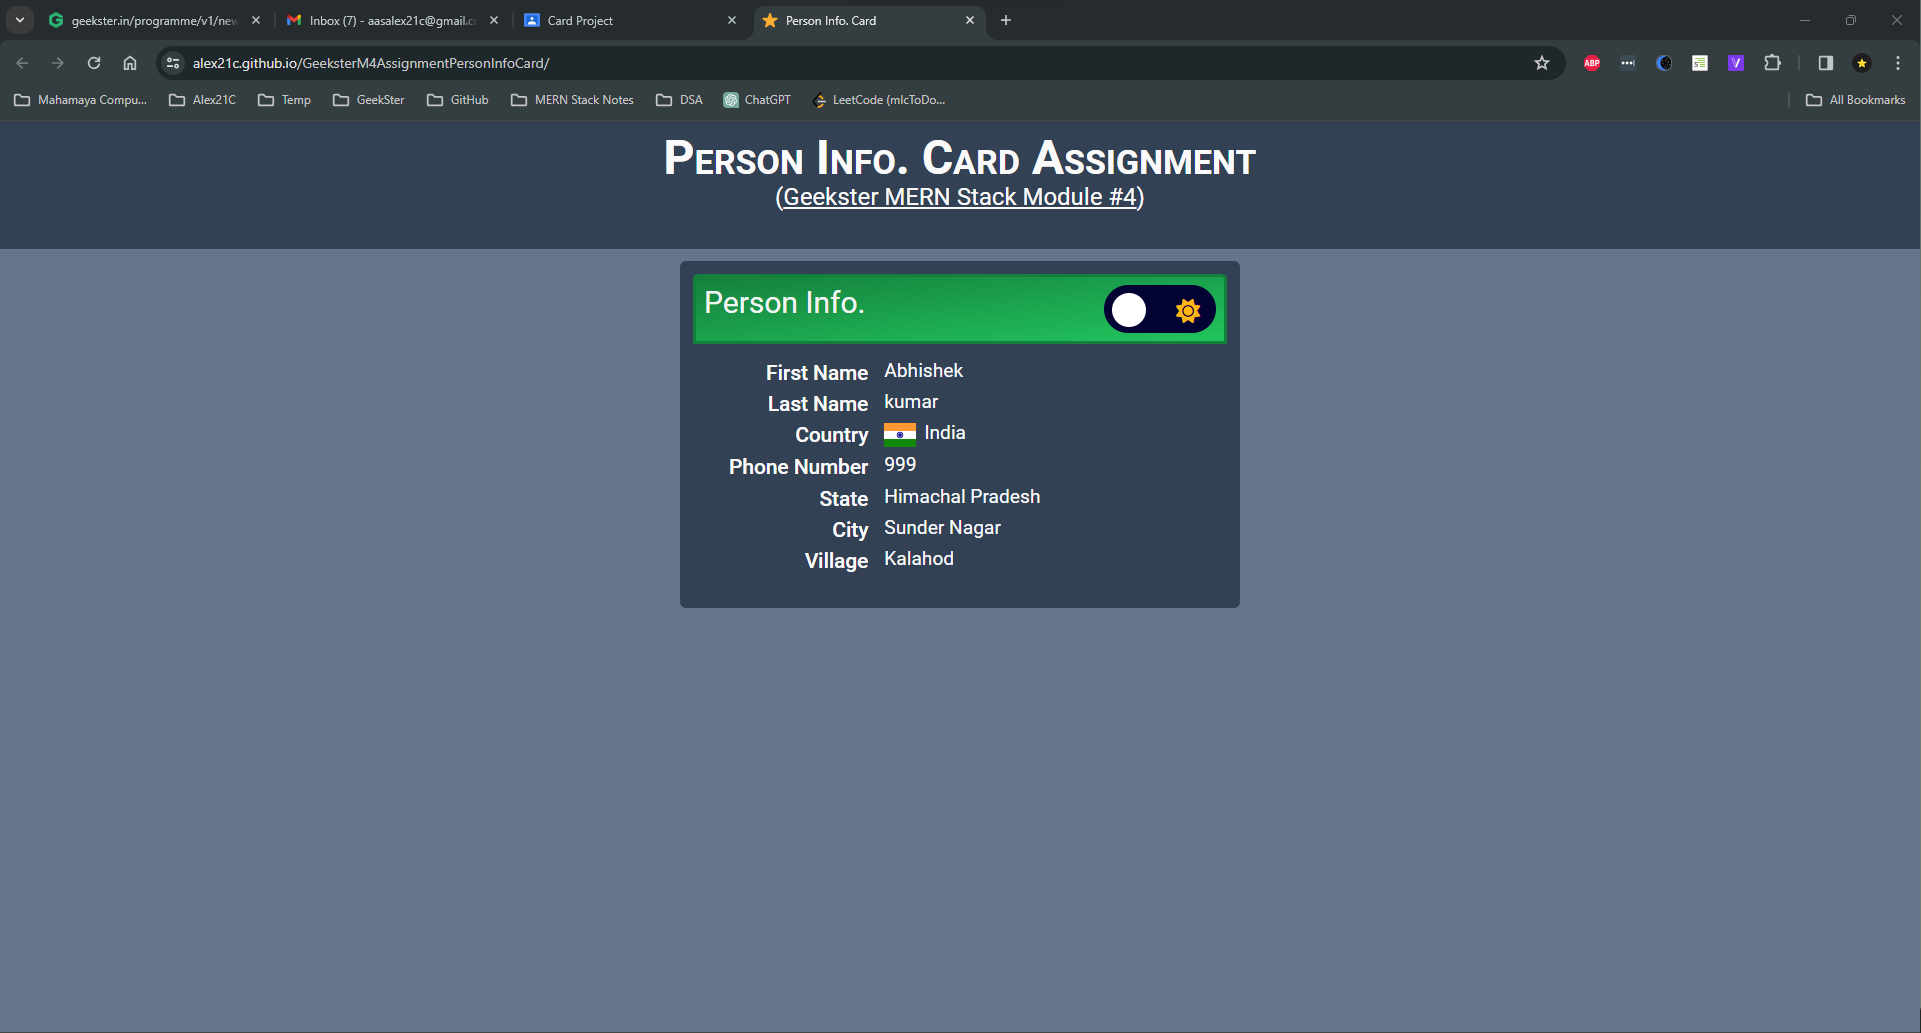 geekster.in/programme/v1/new
Inbox (7) - aasalex21c@gmail.c
Card Project
Person Info. Card
alex21c.github.io/GeeksterM4AssignmentPersonInfoCard/
ABP
V
Mahamaya Compu...
Alex21C
Temp
GeekSter
GitHub
MERN Stack Notes
DSA
ChatGPT
LeetCode (mIcToDo...
All Bookmarks
Person Info. Card Assignment
(Geekster MERN Stack Module #4)
Person Info.
First Name Abhishek
Last Name kumar
Country India
Phone Number 999
State Himachal Pradesh
City Sunder Nagar
Village Kalahod